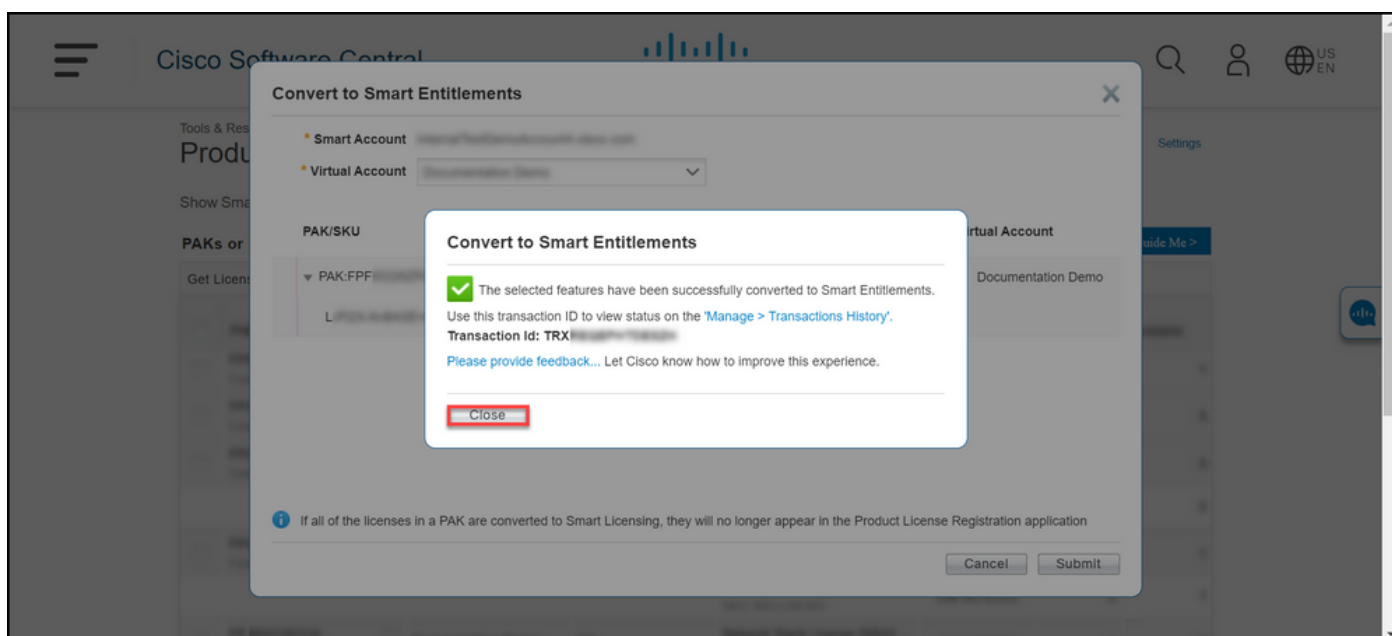 Cisco Software Central
US
EN
Convert to Smart Entitlements
Tools & Res
Produ
Settings
* Smart Account
* Virtual Account
Documentation Demo
Show Sma
PAKs or
PAK/SKU
irtual Account
uide Me >
Get Licens
PAK:FPF
Documentation Demo
L
Convert to Smart Entitlements
The selected features have been successfully converted to Smart Entitlements.
Use this transaction ID to view status on the 'Manage > Transactions History'.
Transaction Id: TRX
Please provide feedback... Let Cisco know how to improve this experience.
Close
If all of the licenses in a PAK are converted to Smart Licensing, they will no longer appear in the Product License Registration application
Cancel
Submit